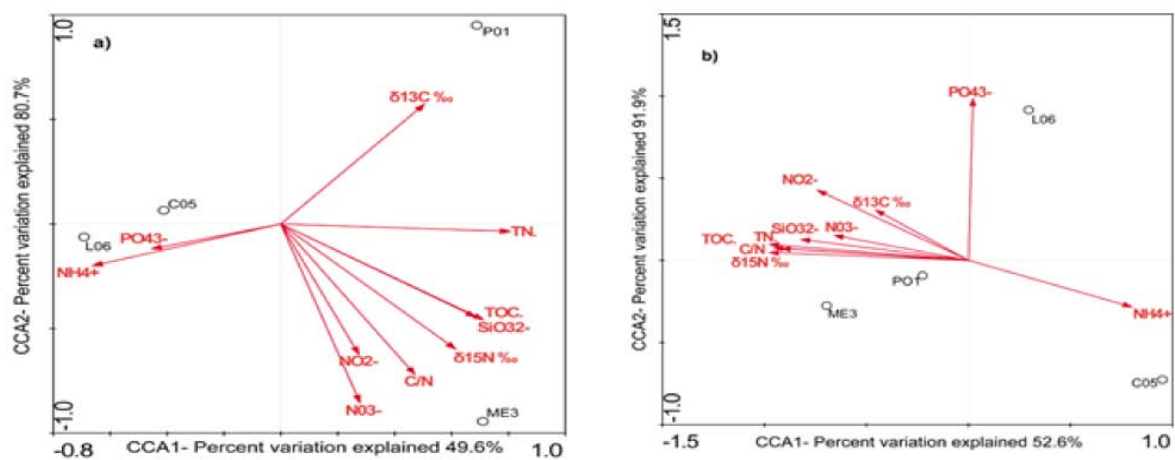 a)
1.0
P01
δ13C ‰
C05
L06
PO43-
NH4+
TN.
TOC.
SiO32-
NO2-
δ15N ‰
C/N
N03-
ME3
-1.0
-0.8
1.0
CCA1- Percent variation explained 49.6%
CCA2- Percent variation explained 80.7%
b)
1.5
PO43-
L06
NO2-
δ13C ‰
SiO32-
N03-
TOC.
TN.
C/N
δ15N ‰
PO1
ME3
NH4+
C05
-1.0
-1.5
1.0
CCA1- Percent variation explained 52.6%
CCA2- Percent variation explained 91.9%